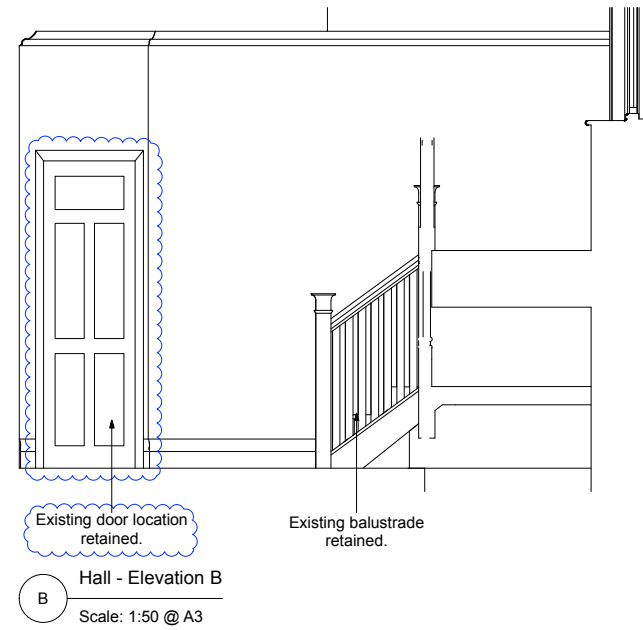 Existing door location
retained.
Existing balustrade
retained.
B
Hall - Elevation B
Scale: 1:50 @ A3